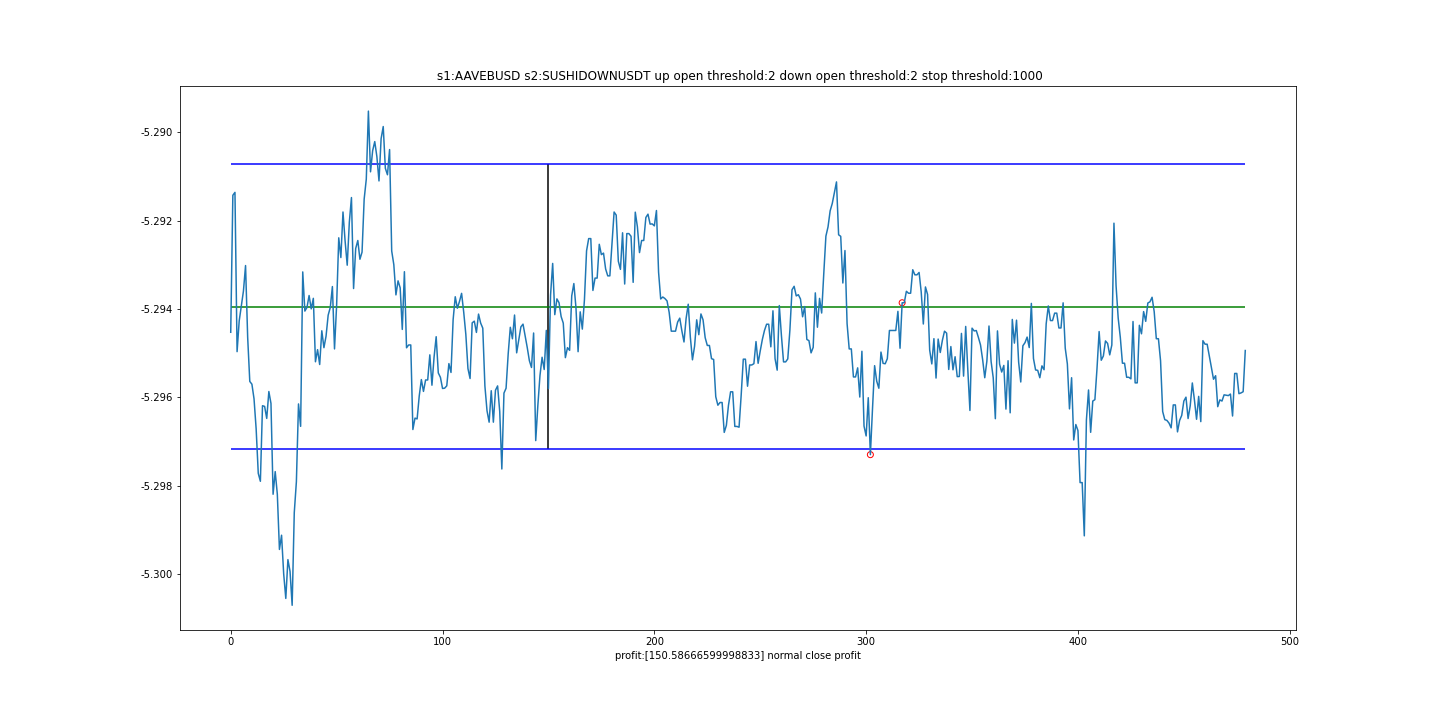 s1:AAVEBUSD s2:SUSHIDOWNUSDT up open threshold:2 down open threshold:2 stop threshold:1000
-5.290
-5.292
-5.294
-5.296
-5.298
-5.300
0 100 200 300 400 500
profit:[150.58666599998833] normal close profit